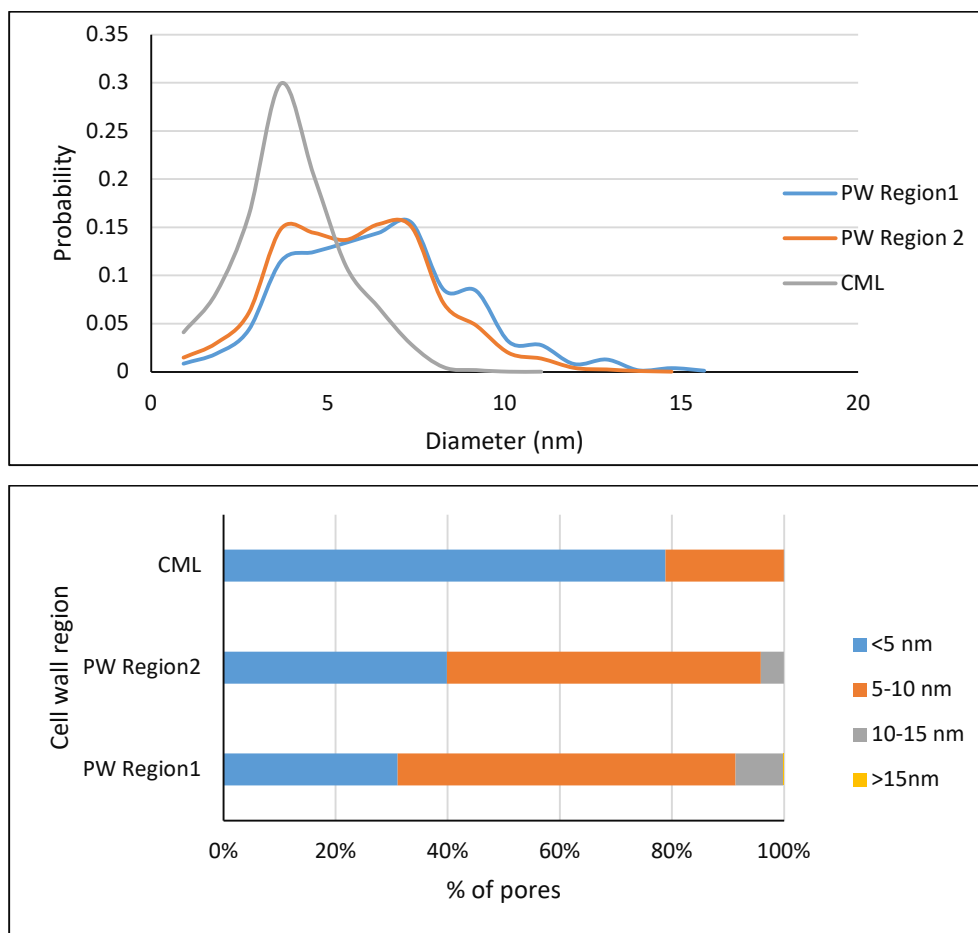 0.35
0.3
0.25
0.2
0.15
0.1
0.05
0
Probability
0
5
10
15
20
Diameter (nm)
PW Region1
PW Region 2
CML
CML
PW Region2
PW Region1
Cell wall region
0%
20%
40%
60%
80%
100%
% of pores
<5 nm
5-10 nm
10-15 nm
>15nm